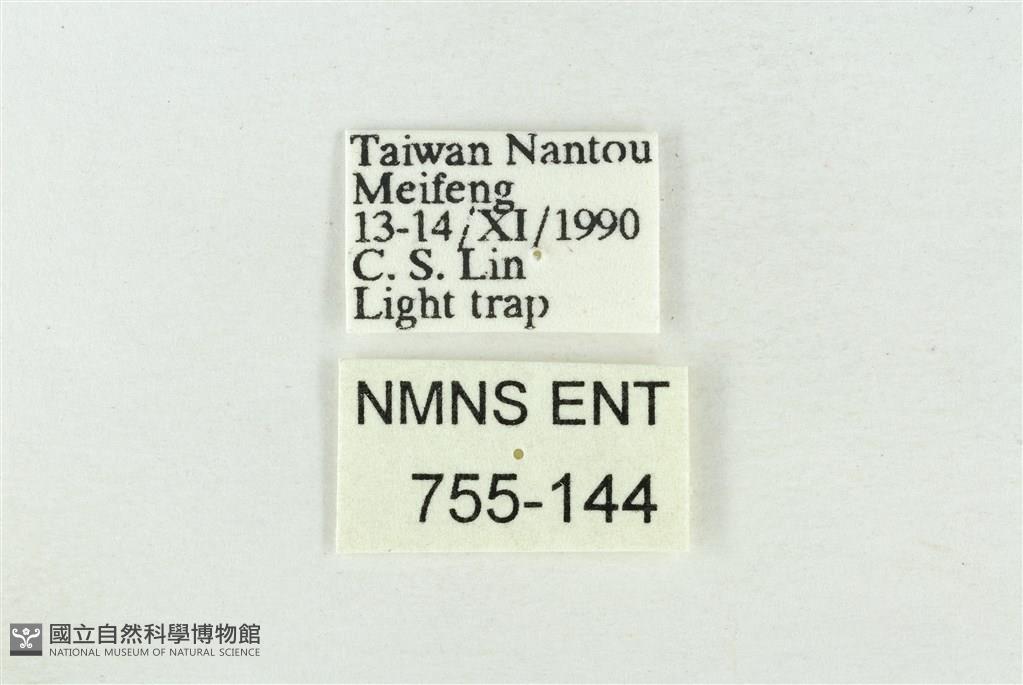 Taiwan Nantou
Meifeng
13-14/XI/1990
C. S. Lin
Light trap
NMNS ENT
755-144
國立自然科學博物館
NATIONAL MUSEUM OF NATURAL SCIENCE